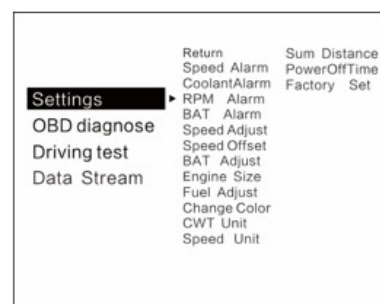 Settings
OBD diagnose
Driving test
Data Stream
Return
Speed Alarm
CoolantAlarm
RPM Alarm
BAT Alarm
Speed Adjust
Speed Offset
BAT Adjust
Engine Size
Fuel Adjust
Change Color
CWT Unit
Speed Unit
Sum Distance
PowerOffTime
Factory Set